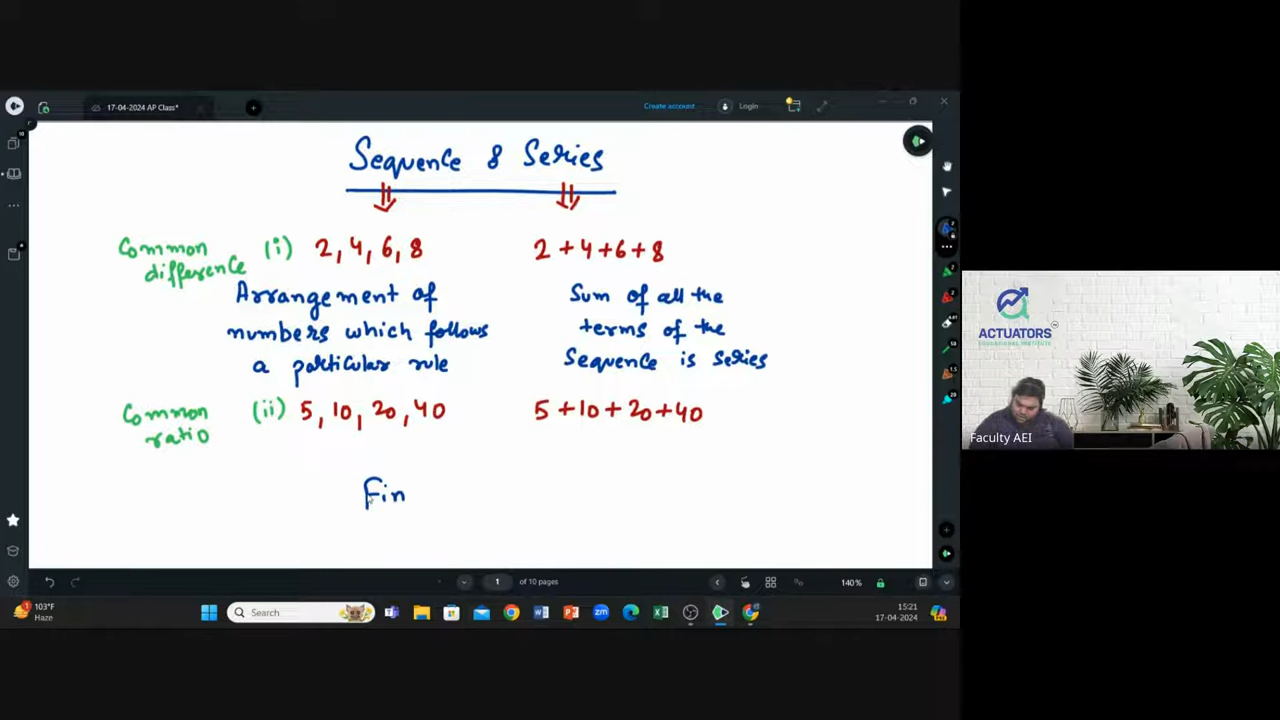 17-04-2024 AP Class*
Create account
Login
Sequence & Series
Common difference
(i) 2, 4, 6, 8
2 + 4 + 6 + 8
Arrangement of
numbers which follows
a particular rule
Sum of all the
terms of the
Sequence is series
Common ratio
(ii) 5, 10, 20, 40
5 + 10 + 20 + 40
Fin
ACTUATORS
EDUCATIONAL INSTITUTE
Faculty AEI
1 of 10 pages
140%
103°F
Haze
Search
15:21
17-04-2024